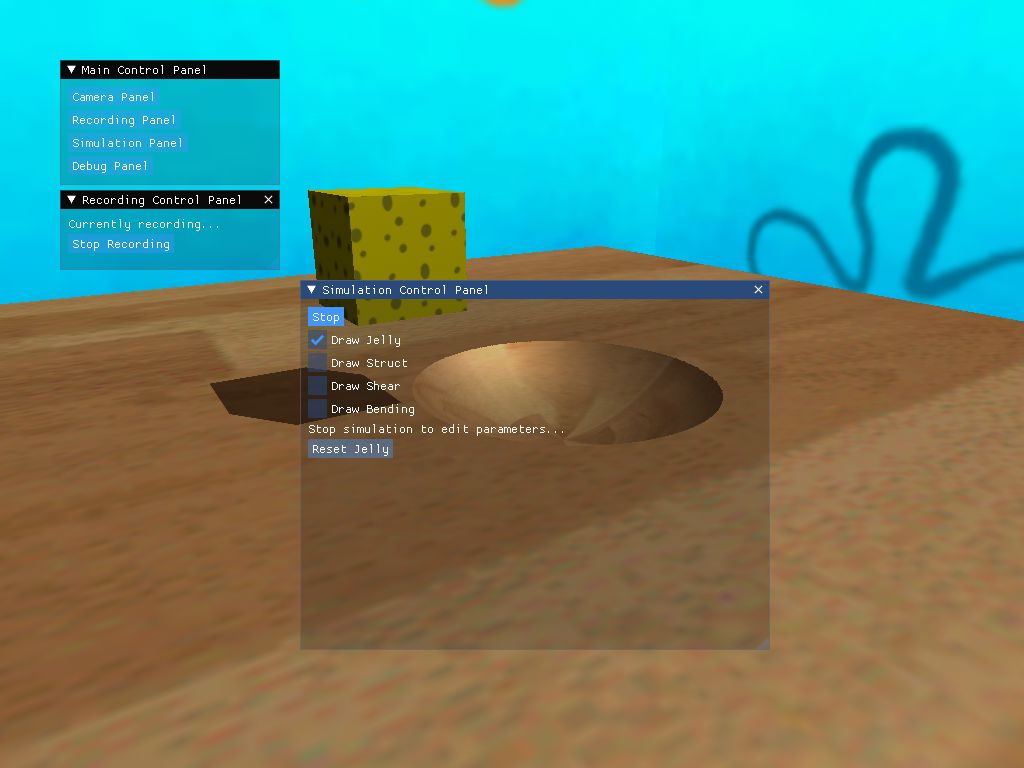 Main Control Panel
Camera Panel
Recording Panel
Simulation Panel
Debug Panel
Recording Control Panel
Currently recording...
Stop Recording
Simulation Control Panel
Stop
Draw Jelly
Draw Struct
Draw Shear
Draw Bending
Stop simulation to edit parameters...
Reset Jelly